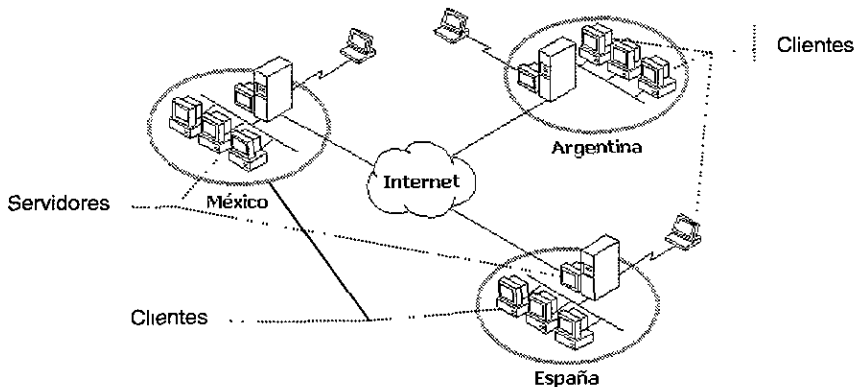 Clientes
Argentina
Internet
México
Servidores
Clientes
España